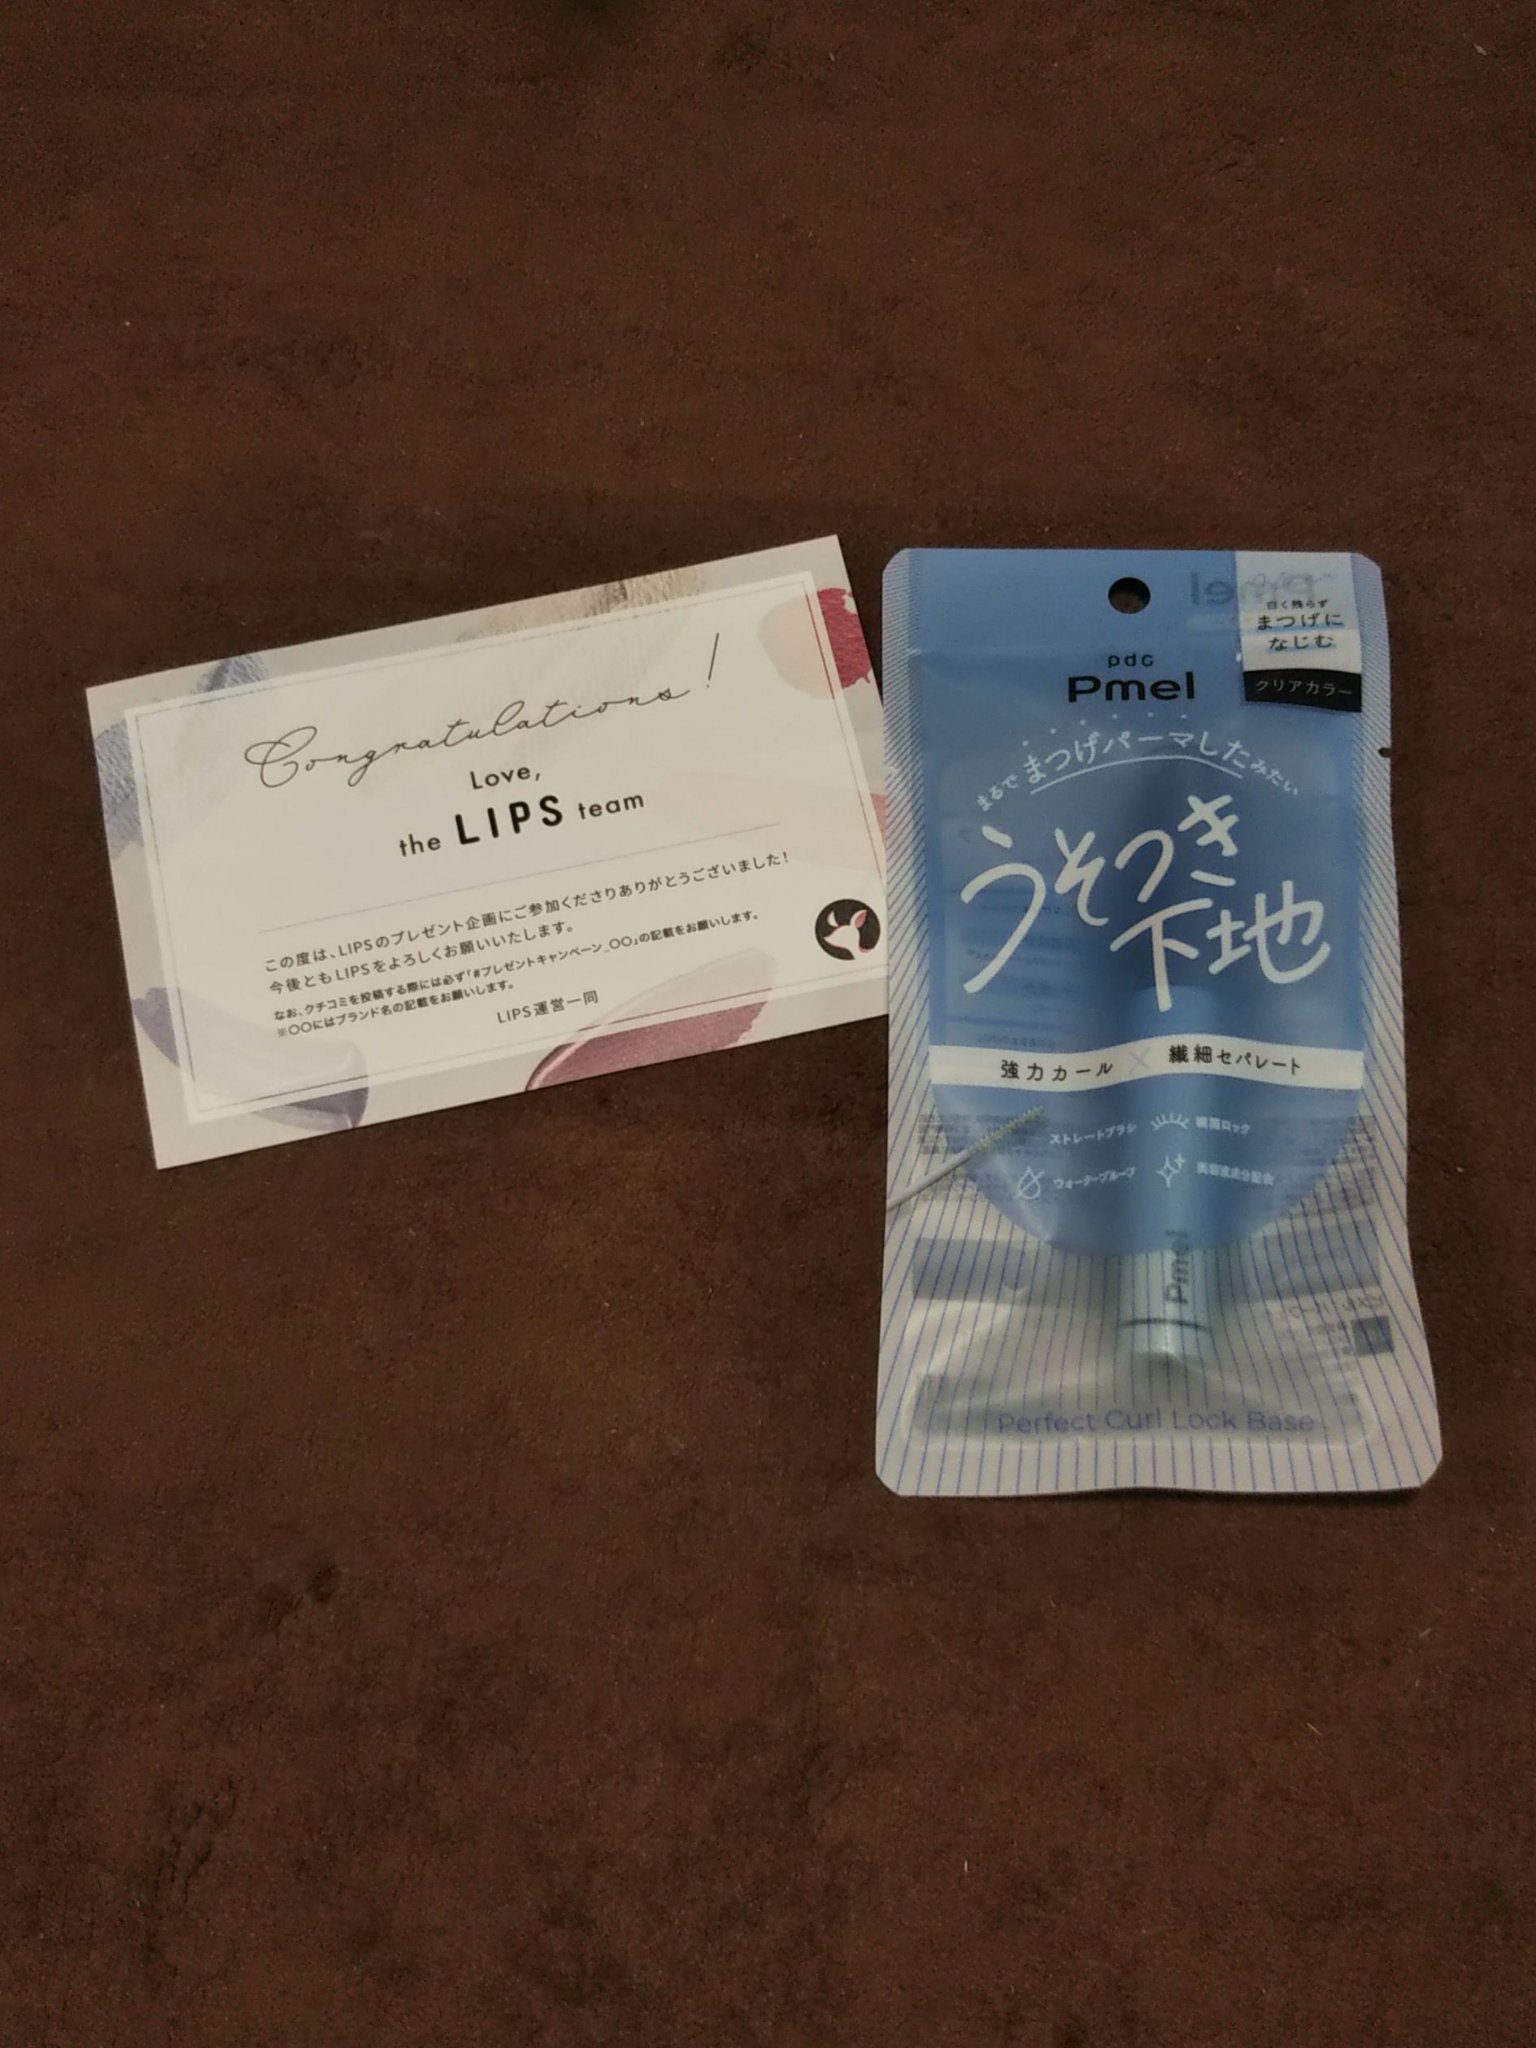 Congratulations!
Love,
the LIPS team
この度は、LIPSのプレゼント企画にご参加くださりありがとうございました！
今後ともLIPSをよろしくお願いいたします。
なお、クチコミを投稿する際には必ず「#プレゼントキャンペーン_〇〇」の記載をお願いします。
※〇〇にはブランド名の記載をお願いします。
LIPS運営一同
白く残らず
まつげに
なじむ
クリアカラー
pdc
Pmel
まるでまつげパーマしたみたい
うそつき
下地
強力カール×繊細セパレート
ストレートブラシ 瞬間ロック
ウォータープルーフ 美容液成分配合
Pmel
Perfect Curl Lock Base